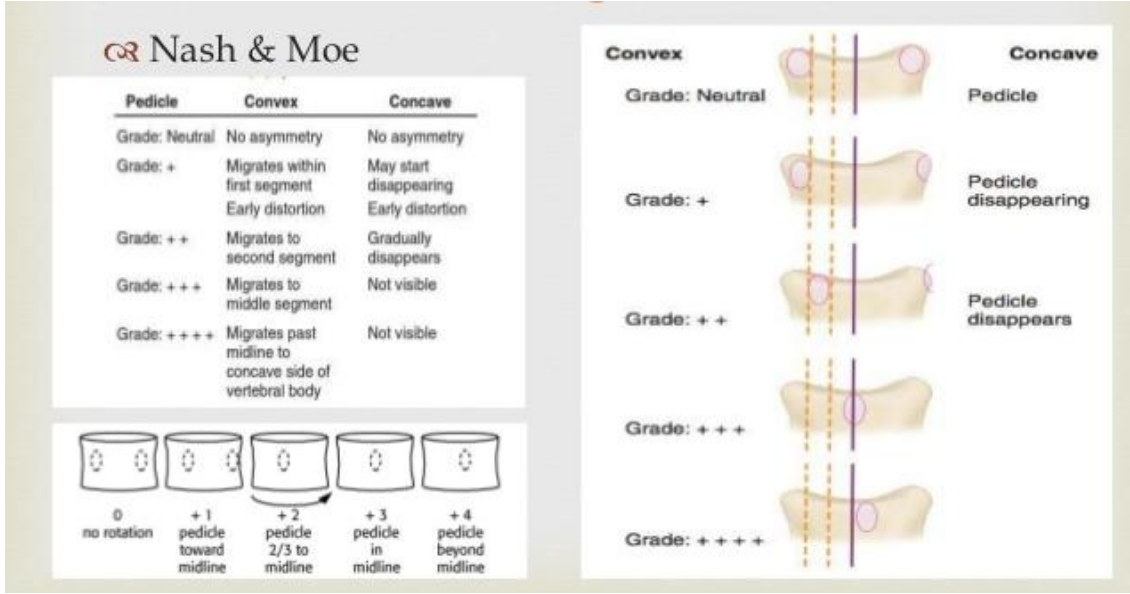 Nash & Moe
Pedicle Convex Concave
Grade: Neutral No asymmetry No asymmetry
Grade: + Migrates within May start
first segment disappearing
Early distortion Early distortion
Grade: + + Migrates to Gradually
second segment disappears
Grade: + + + Migrates to Not visible
middle segment
Grade: + + + + Migrates past Not visible
midline to
concave side of
vertebral body
0 + 1 + 2 + 3 + 4
no rotation pedicle pedicle pedicle pedicle
toward 2/3 to in beyond
midline midline midline midline
Convex Concave
Grade: Neutral Pedicle
Grade: + Pedicle
disappearing
Grade: + + Pedicle
disappears
Grade: + + +
Grade: + + + +